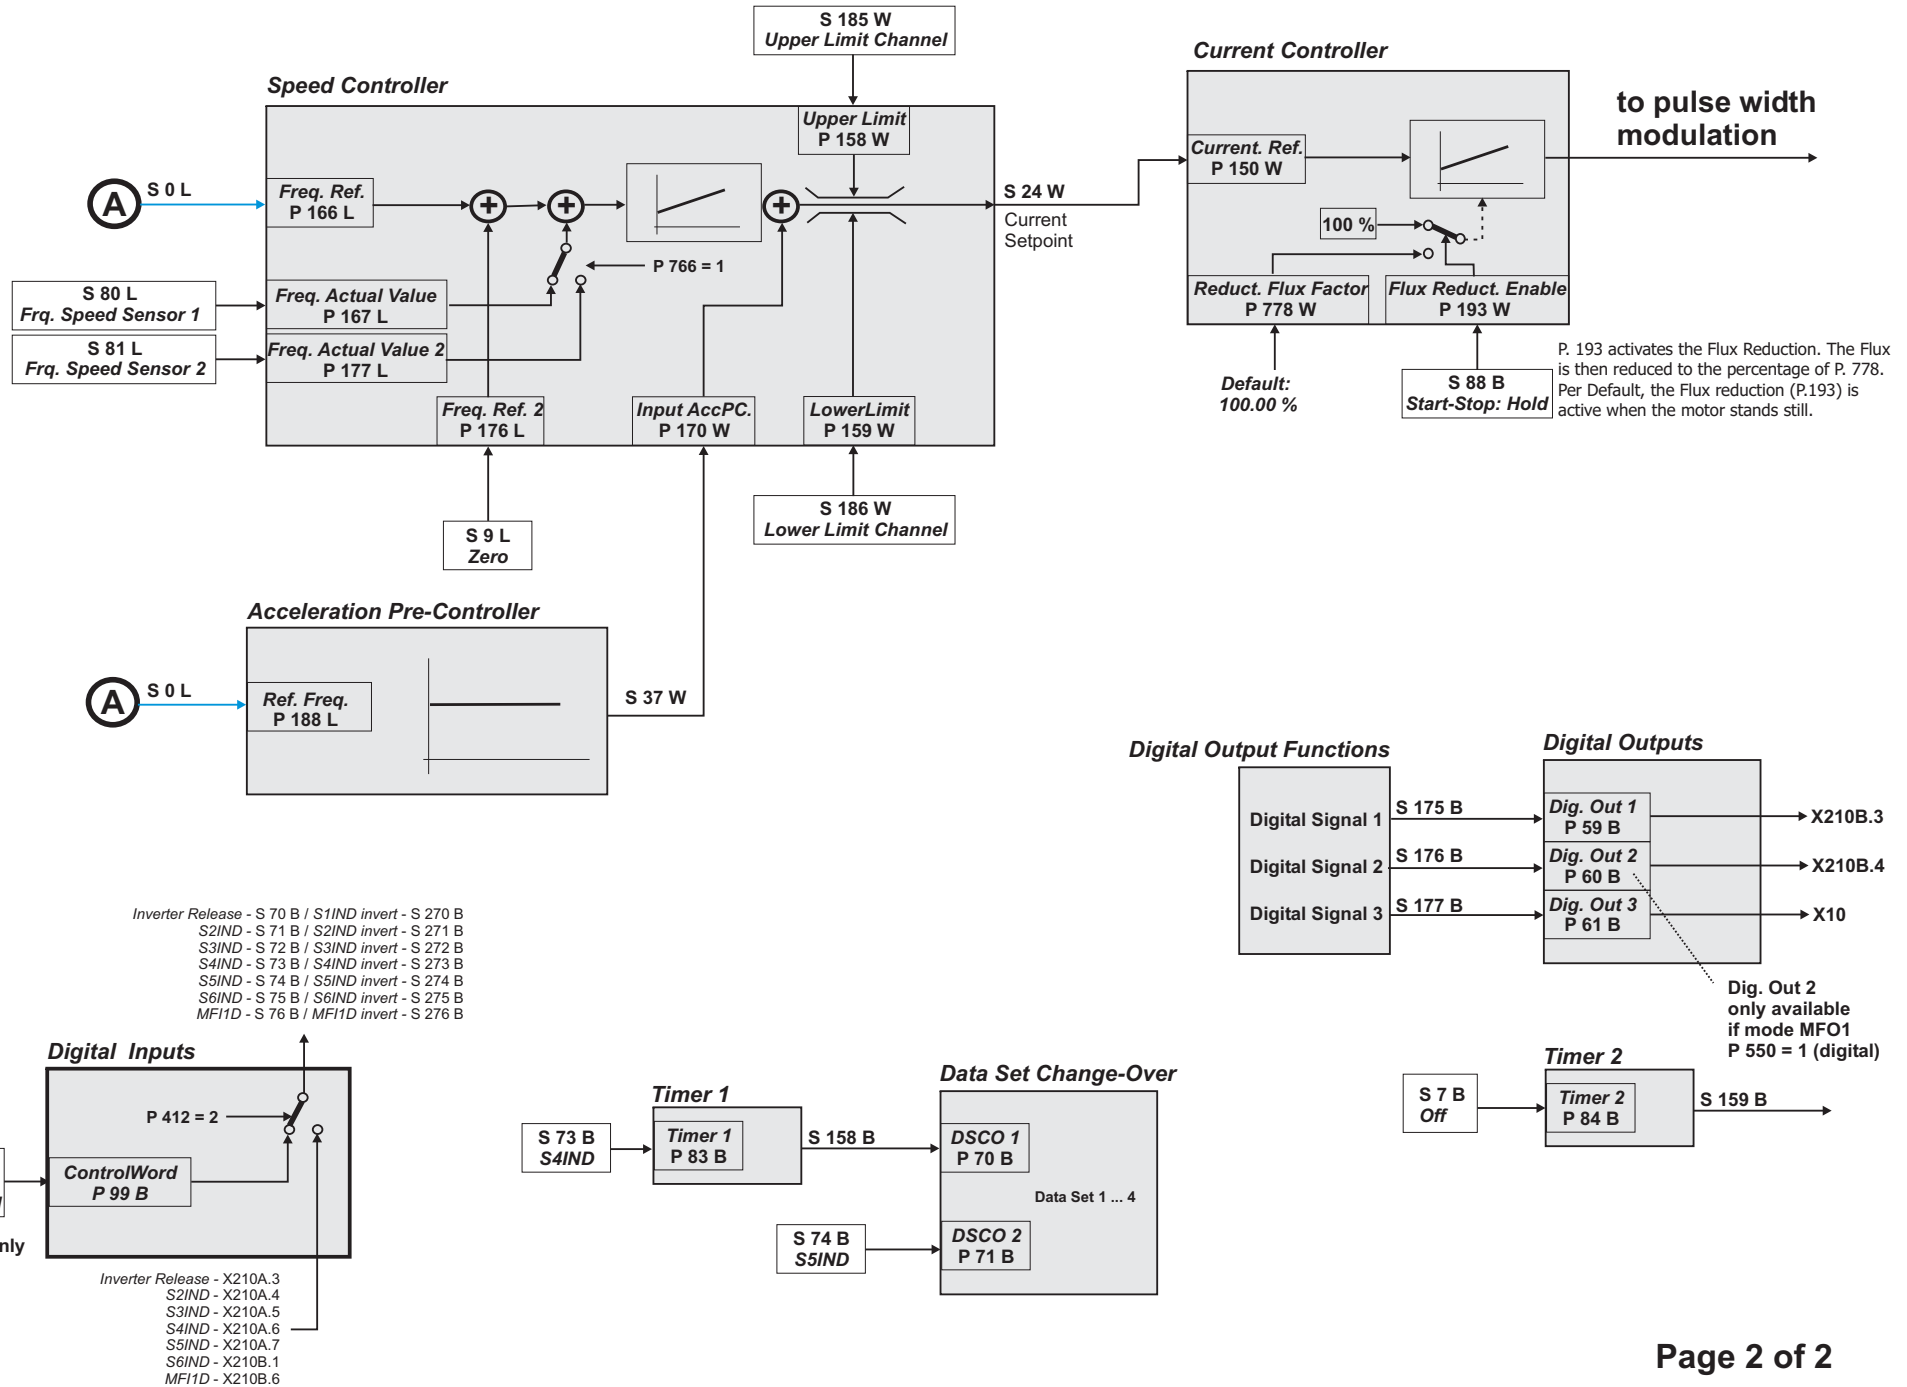 S 185 W
Upper Limit Channel
Current Controller
Speed Controller
to pulse width
modulation
Upper Limit
P 158 W
Current. Ref.
P 150 W
A
S 0 L
Freq. Ref.
P 166 L
+
+
+
S 24 W
Current
Setpoint
100 %
P 766 = 1
S 80 L
Frq. Speed Sensor 1
Freq. Actual Value
P 167 L
Reduct. Flux Factor
P 778 W
Flux Reduct. Enable
P 193 W
S 81 L
Frq. Speed Sensor 2
Freq. Actual Value 2
P 177 L
P. 193 activates the Flux Reduction. The Flux
is then reduced to the percentage of P. 778.
Per Default, the Flux reduction (P.193) is
active when the motor stands still.
Default:
100.00 %
S 88 B
Start-Stop: Hold
Freq. Ref. 2
P 176 L
Input AccPC.
P 170 W
LowerLimit
P 159 W
S 9 L
Zero
S 186 W
Lower Limit Channel
Acceleration Pre-Controller
A
S 0 L
Ref. Freq.
P 188 L
S 37 W
Digital Output Functions
Digital Outputs
Digital Signal 1
S 175 B
Dig. Out 1
P 59 B
X210B.3
Digital Signal 2
S 176 B
Dig. Out 2
P 60 B
X210B.4
Digital Signal 3
S 177 B
Dig. Out 3
P 61 B
X10
Dig. Out 2
only available
if mode MFO1
P 550 = 1 (digital)
Inverter Release - S 70 B / S1IND invert - S 270 B
S2IND - S 71 B / S2IND invert - S 271 B
S3IND - S 72 B / S3IND invert - S 272 B
S4IND - S 73 B / S4IND invert - S 273 B
S5IND - S 74 B / S5IND invert - S 274 B
S6IND - S 75 B / S6IND invert - S 275 B
MFI1D - S 76 B / MFI1D invert - S 276 B
Digital Inputs
P 412 = 2
ControlWord
P 99 B
Inverter Release - X210A.3
S2IND - X210A.4
S3IND - X210A.5
S4IND - X210A.6
S5IND - X210A.7
S6IND - X210B.1
MFI1D - X210B.6
Timer 1
S 73 B
S4IND
Timer 1
P 83 B
S 158 B
Data Set Change-Over
DSCO 1
P 70 B
Data Set 1 ... 4
S 74 B
S5IND
DSCO 2
P 71 B
Timer 2
S 7 B
Off
Timer 2
P 84 B
S 159 B
Page 2 of 2